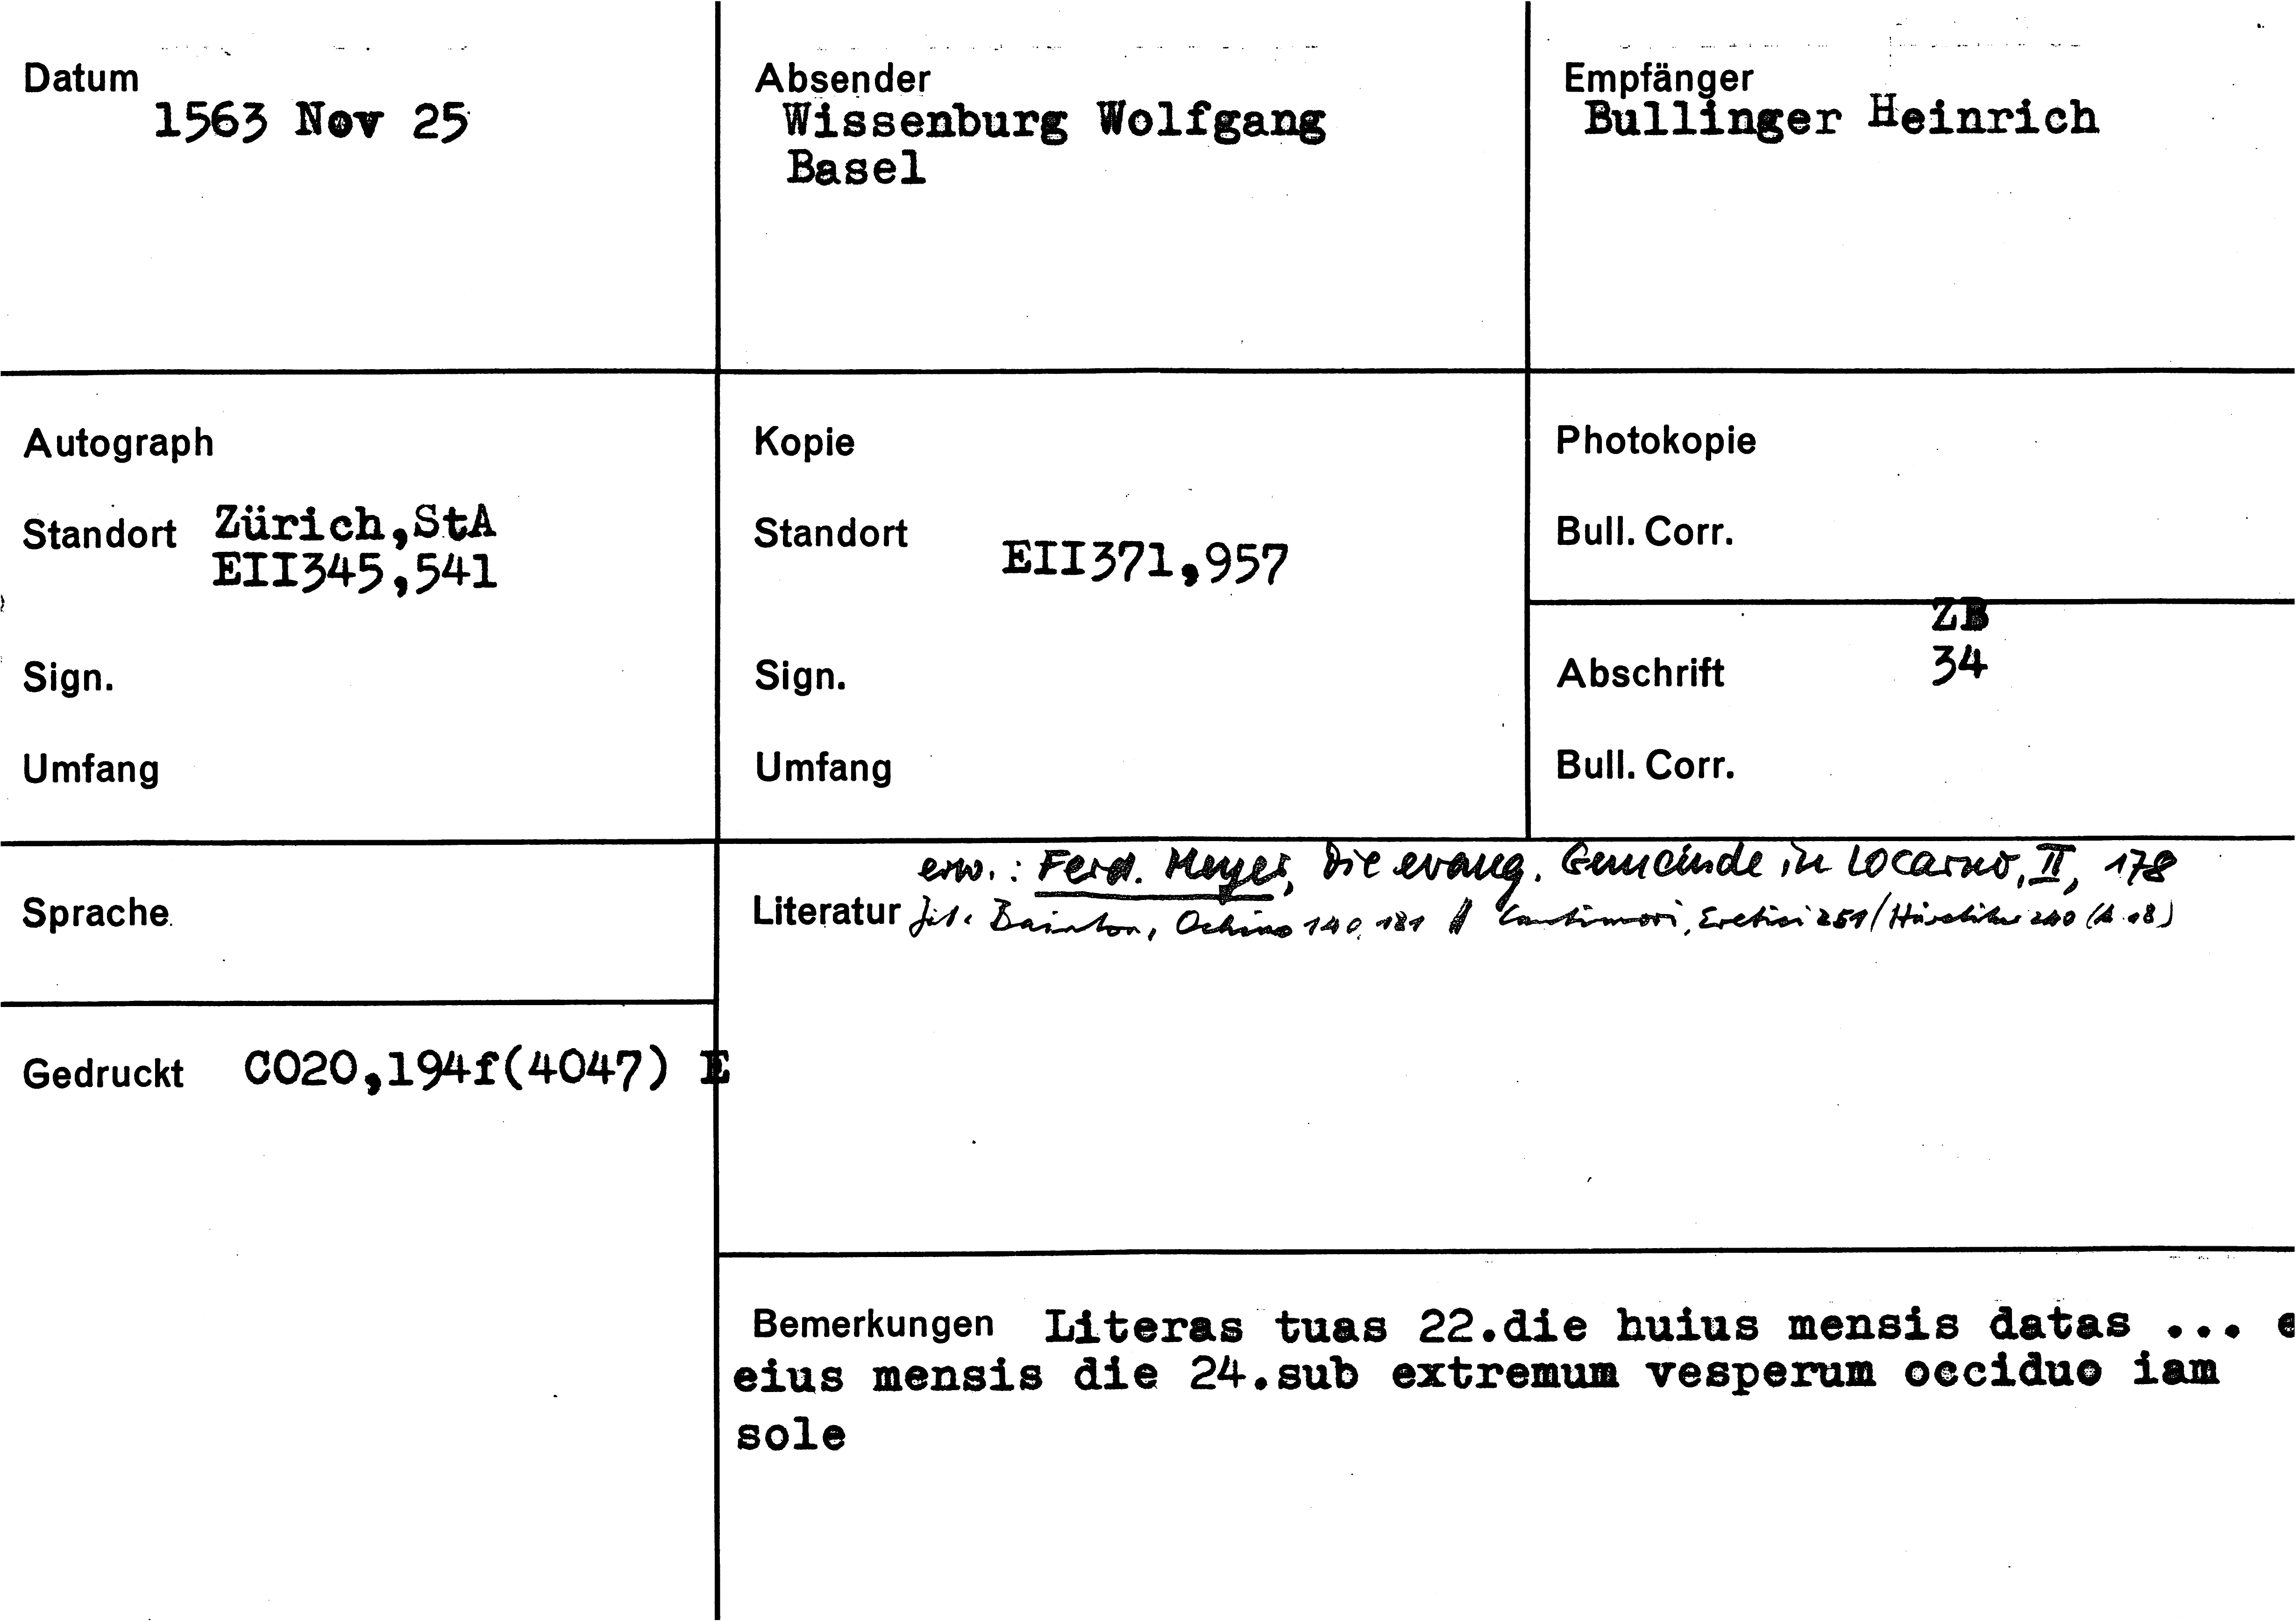 Datum
1563 Nov 25
Absender
Wissenburg Wolfgang
Basel
Empfänger
Bullinger Heinrich
Autograph
Standort Zürich,StA
EII345,541
Sign.
Umfang
Kopie
Standort
EII371,957
Sign.
Umfang
Photokopie
Bull. Corr.
ZB
Abschrift 34
Bull. Corr.
Sprache
Gedruckt CO20,194f(4047) E
erw.: Ferd. Meyer, Die evang. Gemeinde in Locarno, II, 178
Literatur zit. Bainton, Ochino 140, 181 / Cantimori, Eretici 251/Häretiker 240 (A 18)
Bemerkungen Literas tuas 22.die huius mensis datas ... e
eius mensis die 24.sub extremum vesperum occiduo iam
sole